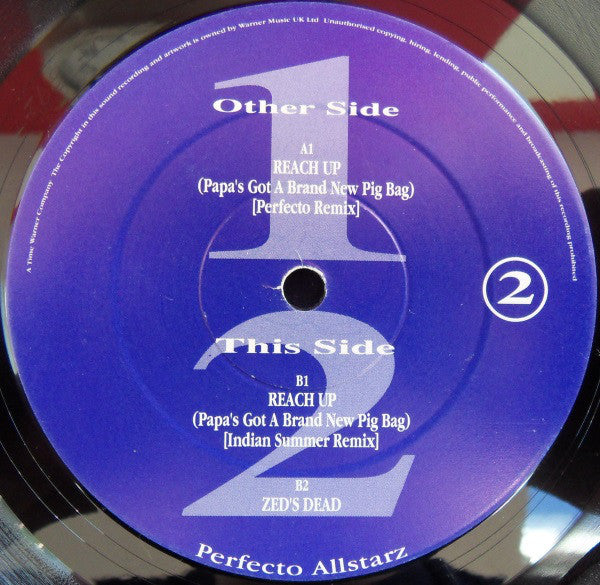 A Time Warner Company  The Copyright in this sound recording and artwork is owned by Warner Music UK Ltd  Unauthorised copying, hiring, lending, public performance and broadcasting of this recording prohibited
1
Other Side
A1
REACH UP
(Papa's Got A Brand New Pig Bag)
[Perfecto Remix]
2
2
This Side
B1
REACH UP
(Papa's Got A Brand New Pig Bag)
[Indian Summer Remix]
B2
ZED'S DEAD
Perfecto Allstarz